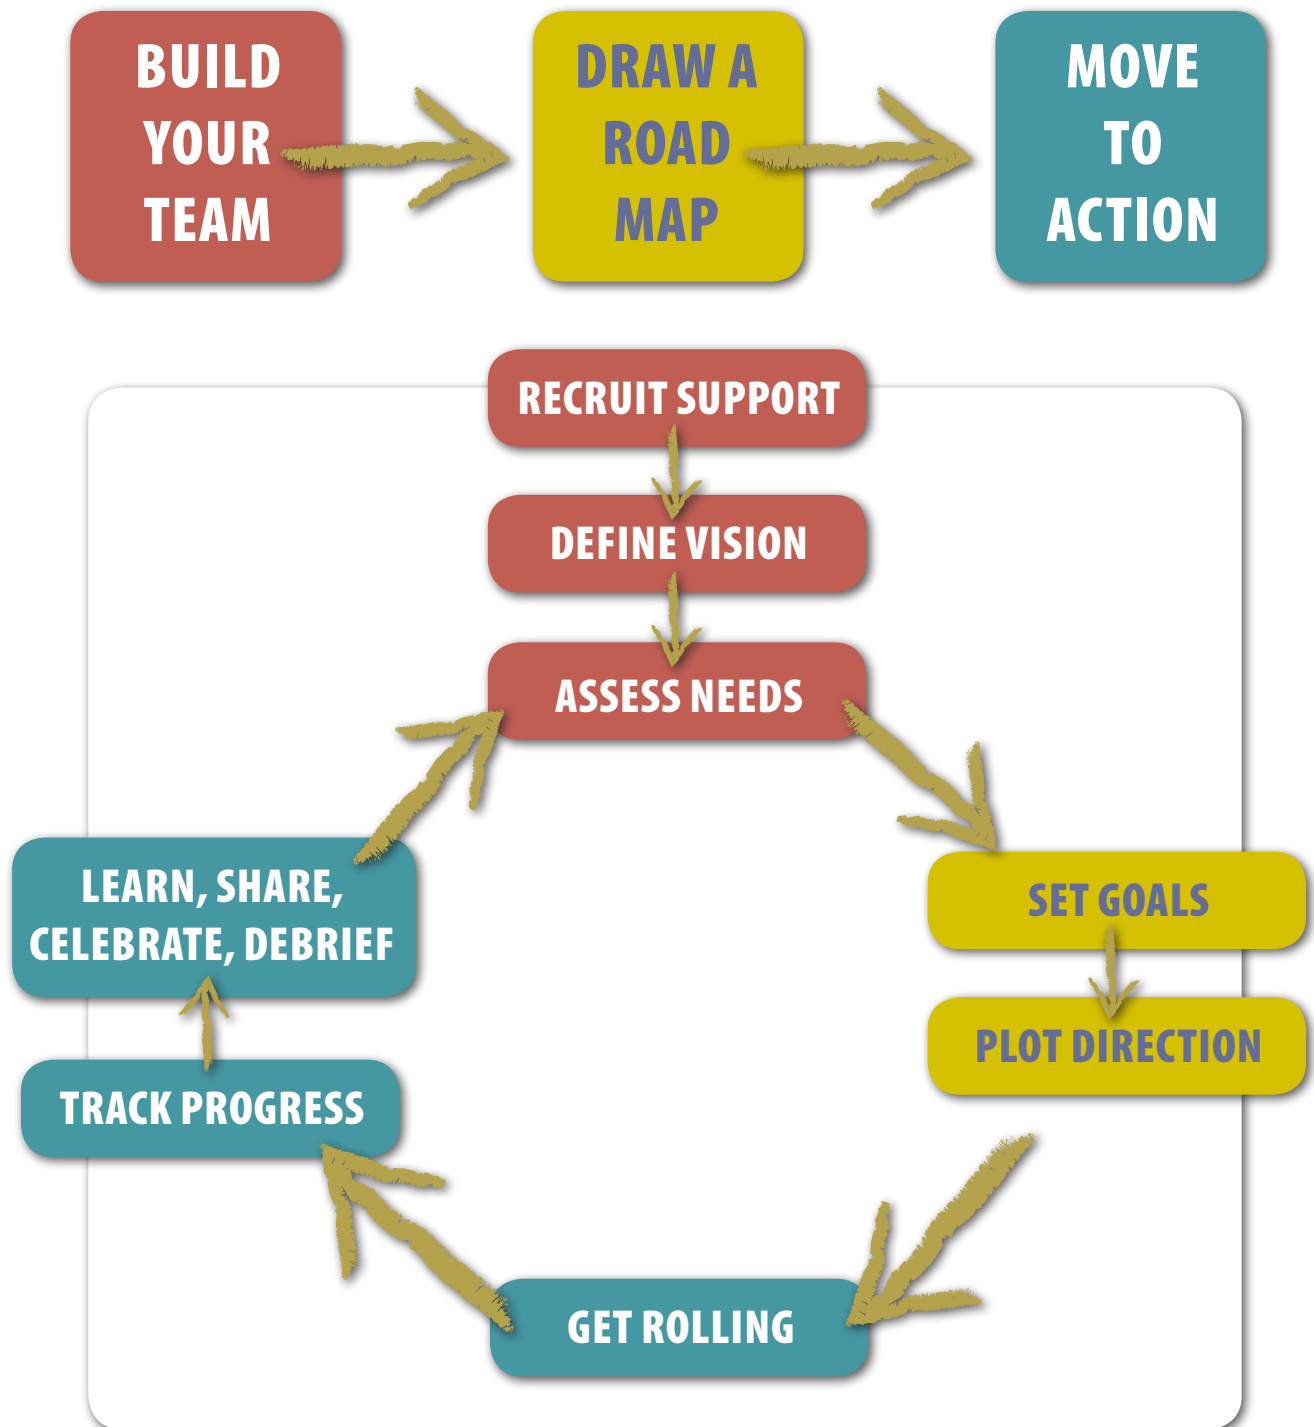 BUILD
YOUR
TEAM
DRAW A
ROAD
MAP
MOVE
TO
ACTION
RECRUIT SUPPORT
DEFINE VISION
ASSESS NEEDS
SET GOALS
PLOT DIRECTION
GET ROLLING
TRACK PROGRESS
LEARN, SHARE,
CELEBRATE, DEBRIEF